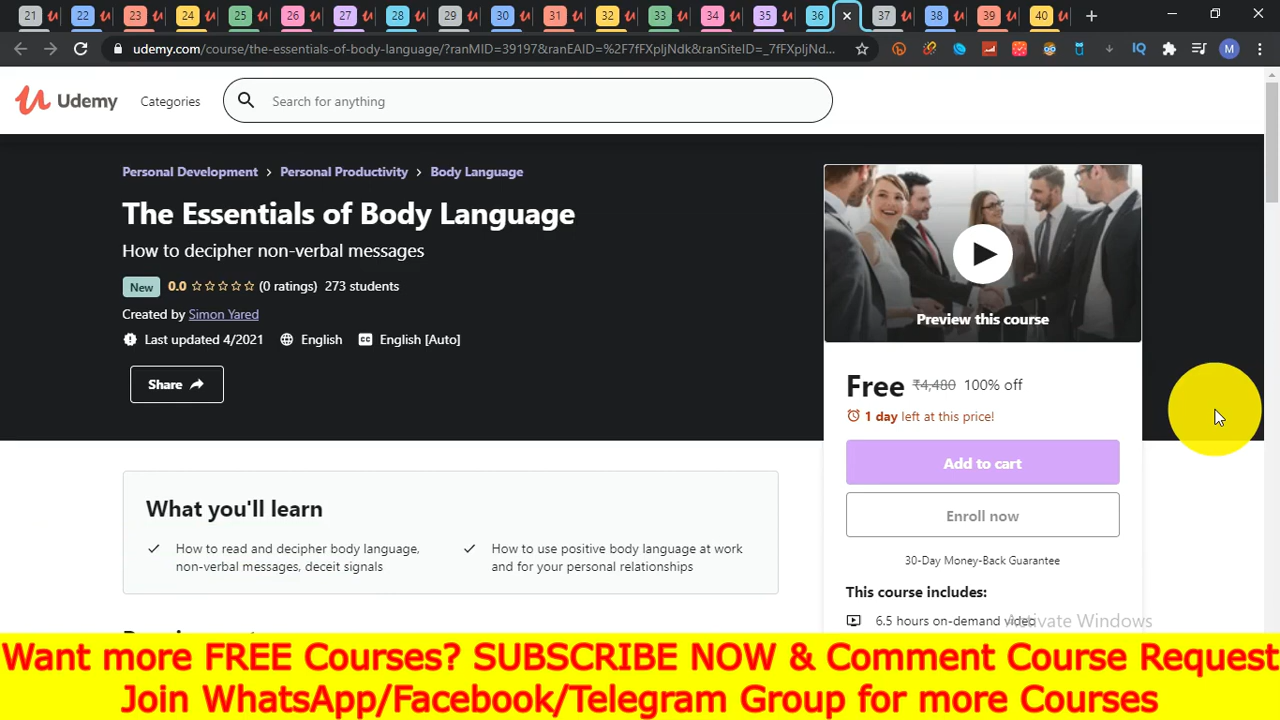 21 22 23 24 25 26 27 28 29 30 31 32 33 34 35 36 37 38 39 40
udemy.com/course/the-essentials-of-body-language/?ranMID=39197&ranEAID=%2F7fFXpljNdk&ranSiteID=_7fFXpljNd...
IQ M
Udemy Categories Search for anything
Personal Development > Personal Productivity > Body Language
The Essentials of Body Language
How to decipher non-verbal messages
New 0.0 (0 ratings) 273 students
Created by Simon Yared
Last updated 4/2021 English CC English [Auto]
Share
Preview this course
Free ₹4,480 100% off
1 day left at this price!
Add to cart
Enroll now
30-Day Money-Back Guarantee
This course includes:
6.5 hours on-demand video
What you'll learn
How to read and decipher body language,
non-verbal messages, deceit signals
How to use positive body language at work
and for your personal relationships
Activate Windows
Want more FREE Courses? SUBSCRIBE NOW & Comment Course Request
Join WhatsApp/Facebook/Telegram Group for more Courses